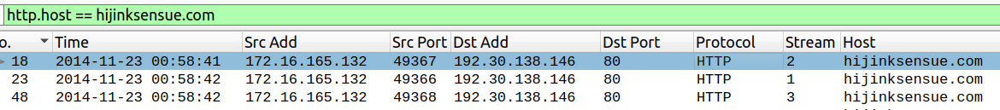 http.host == hijinksensue.com
o. Time Src Add Src Port Dst Add Dst Port Protocol Stream Host
18 2014-11-23 00:58:41 172.16.165.132 49367 192.30.138.146 80 HTTP 2 hijinksensue.com
23 2014-11-23 00:58:42 172.16.165.132 49366 192.30.138.146 80 HTTP 1 hijinksensue.com
48 2014-11-23 00:58:42 172.16.165.132 49368 192.30.138.146 80 HTTP 3 hijinksensue.com